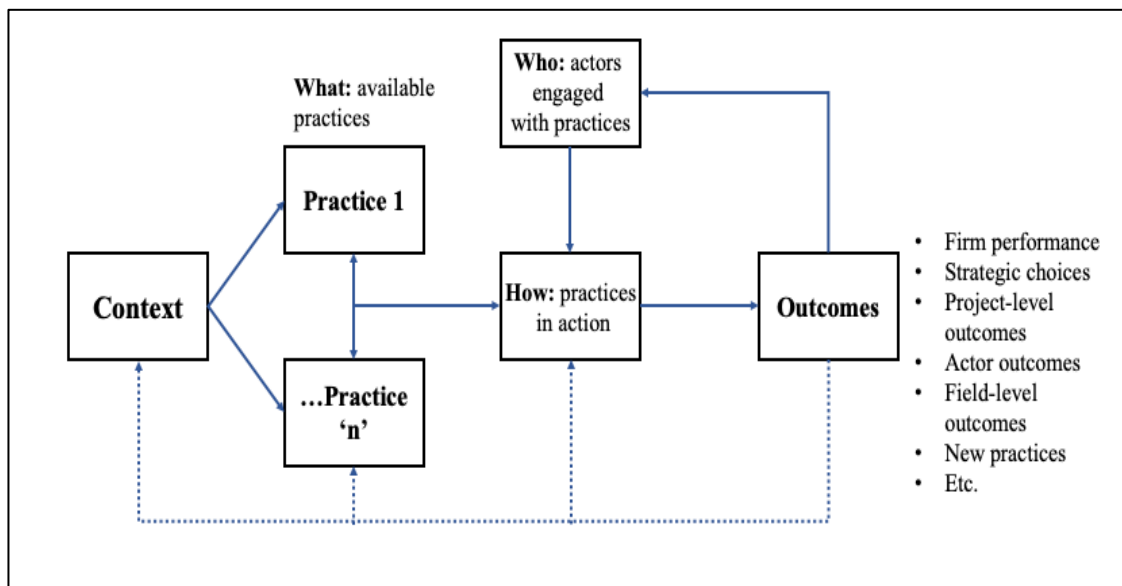 What: available
practices
Practice 1
Context
…Practice
‘n’
Who: actors
engaged
with practices
How: practices
in action
Outcomes
• Firm performance
• Strategic choices
• Project-level
outcomes
• Actor outcomes
• Field-level
outcomes
• New practices
• Etc.